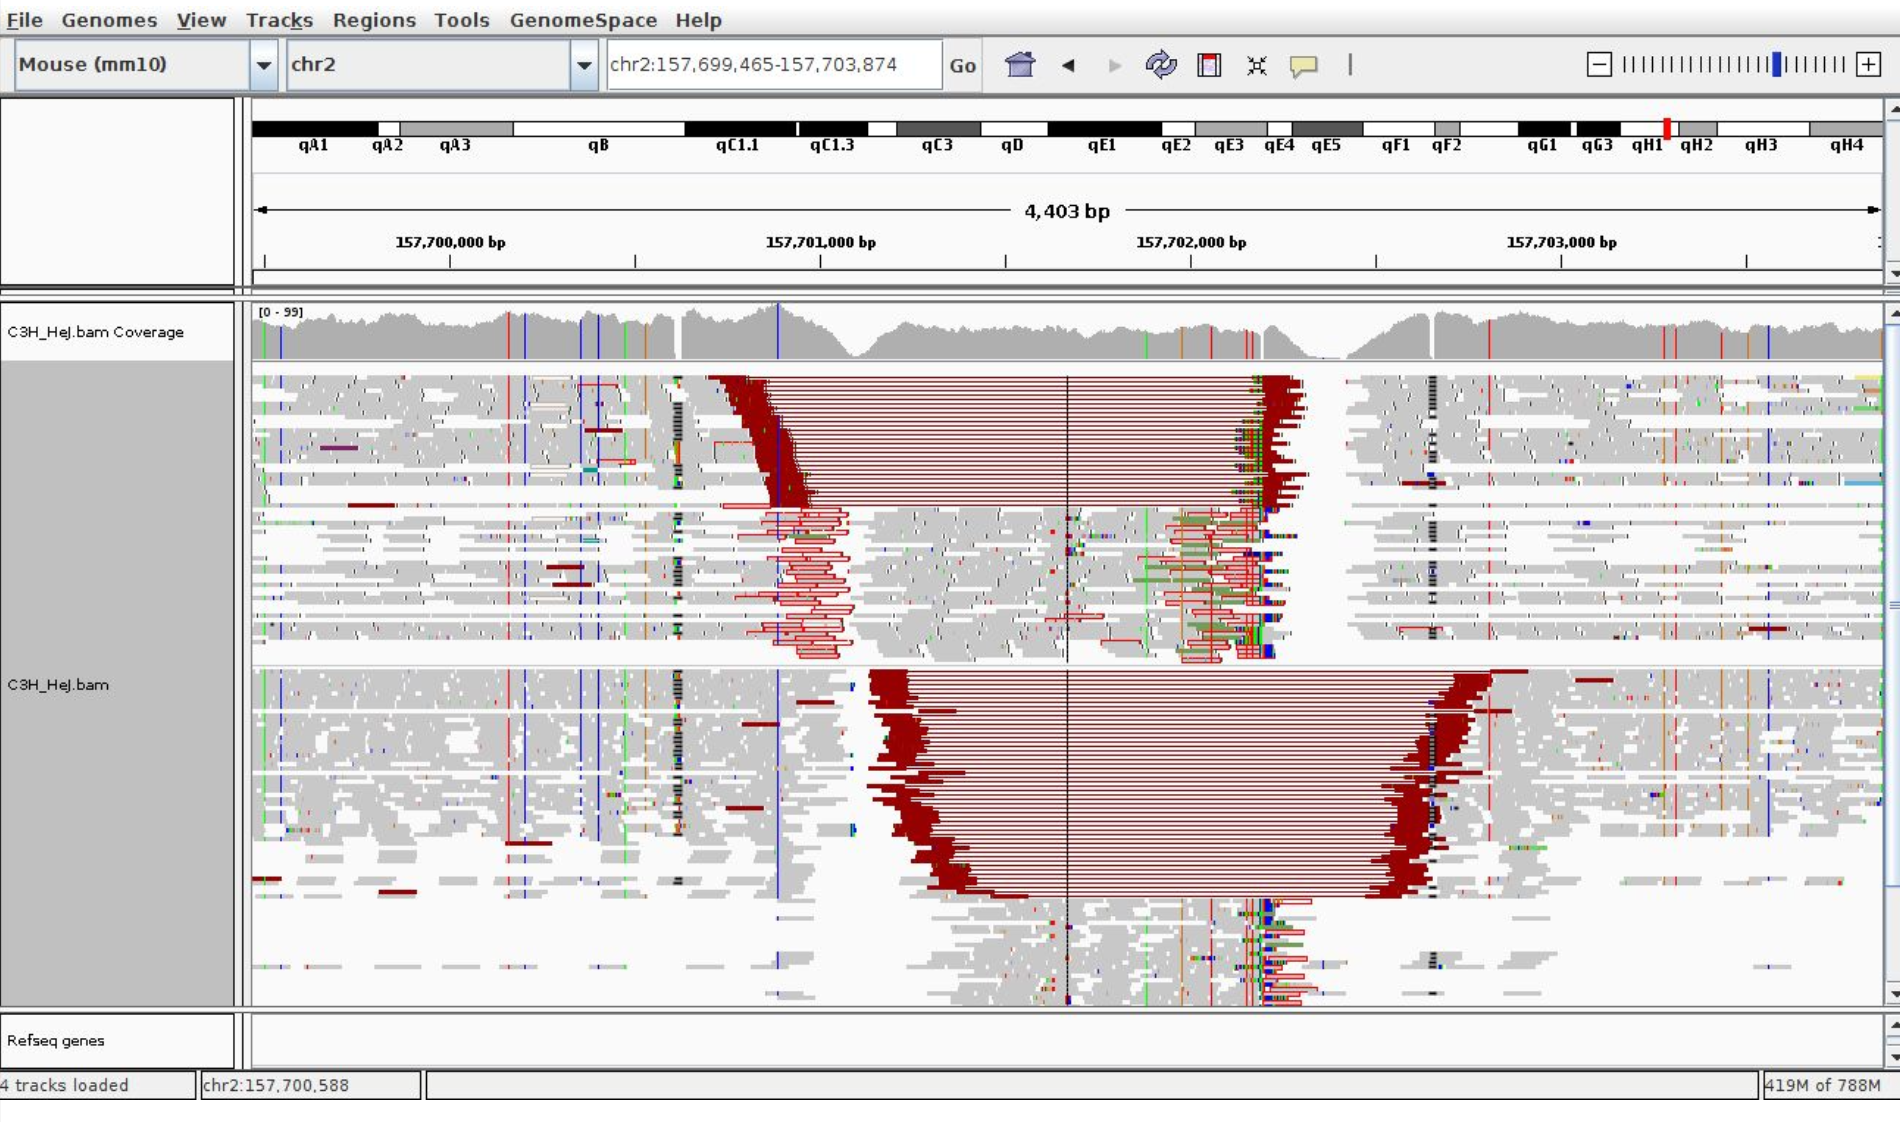 File Genomes View Tracks Regions Tools GenomeSpace Help
Mouse (mm10) chr2 chr2:157,699,465-157,703,874 Go
qA1 qA2 qA3 qB qC1.1 qC1.3 qC3 qD qE1 qE2 qE3 qE4 qE5 qF1 qF2 qG1 qG3 qH1 qH2 qH3 qH4
4,403 bp
157,700,000 bp 157,701,000 bp 157,702,000 bp 157,703,000 bp
[0 - 99]
C3H_HeJ.bam Coverage
C3H_HeJ.bam
Refseq genes
4 tracks loaded chr2:157,700,588 419M of 788M